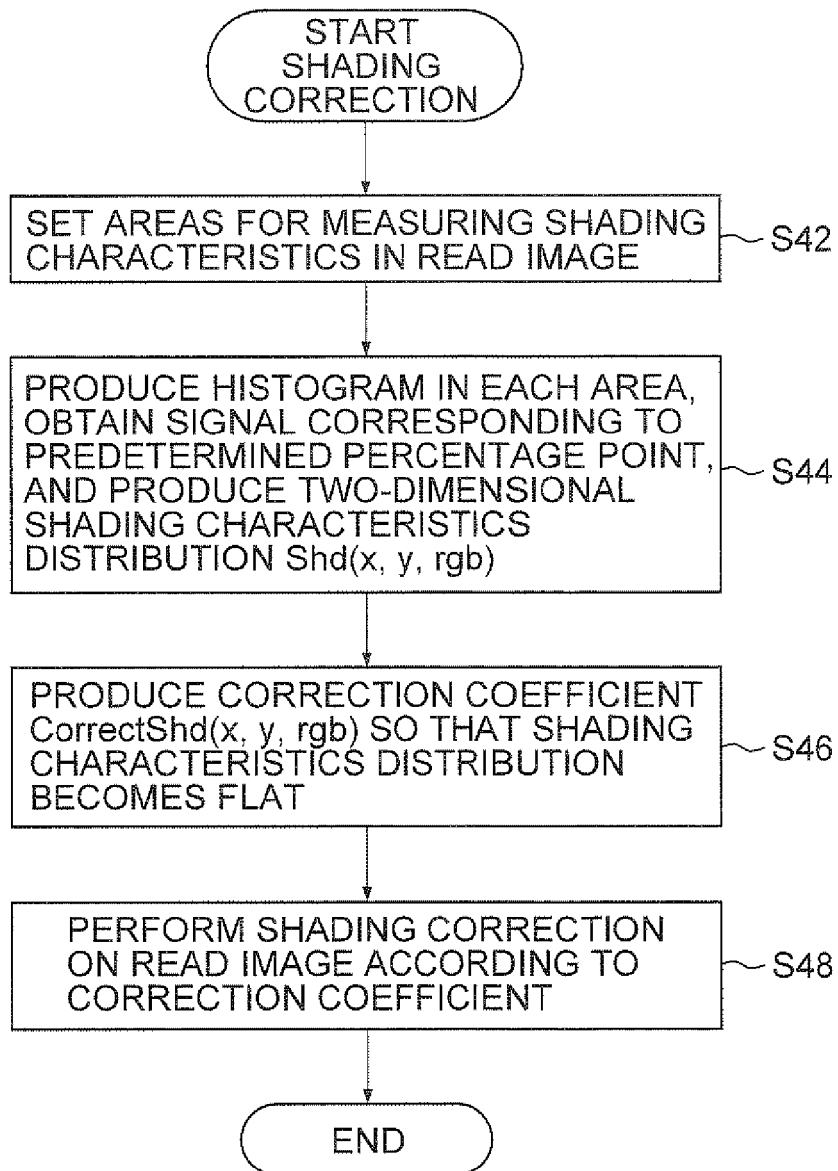 START
SHADING
CORRECTION
SET AREAS FOR MEASURING SHADING
CHARACTERISTICS IN READ IMAGE
S42
PRODUCE HISTOGRAM IN EACH AREA,
OBTAIN SIGNAL CORRESPONDING TO
PREDETERMINED PERCENTAGE POINT,
AND PRODUCE TWO-DIMENSIONAL
SHADING CHARACTERISTICS
DISTRIBUTION Shd(x, y, rgb)
S44
PRODUCE CORRECTION COEFFICIENT
CorrectShd(x, y, rgb) SO THAT SHADING
CHARACTERISTICS DISTRIBUTION
BECOMES FLAT
S46
PERFORM SHADING CORRECTION
ON READ IMAGE ACCORDING TO
CORRECTION COEFFICIENT
S48
END